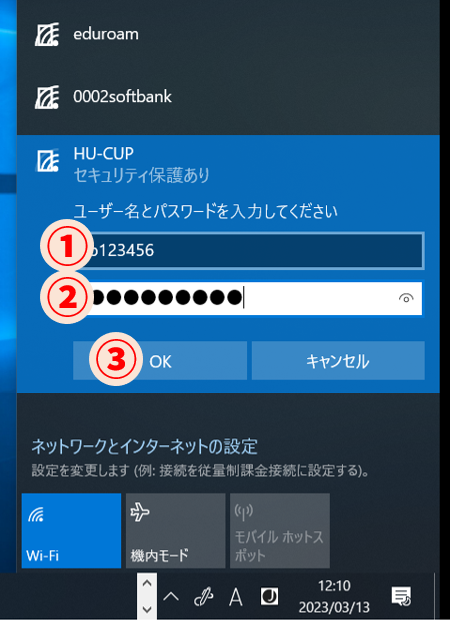 eduroam
0002softbank
HU-CUP
セキュリティ保護あり
ユーザー名とパスワードを入力してください
① b123456
② ●●●●●●●●●●
③ OK キャンセル
ネットワークとインターネットの設定
設定を変更します (例: 接続を従量制課金接続に設定する)。
Wi-Fi 機内モード モバイル ホットス
ポット
A 12:10
2023/03/13